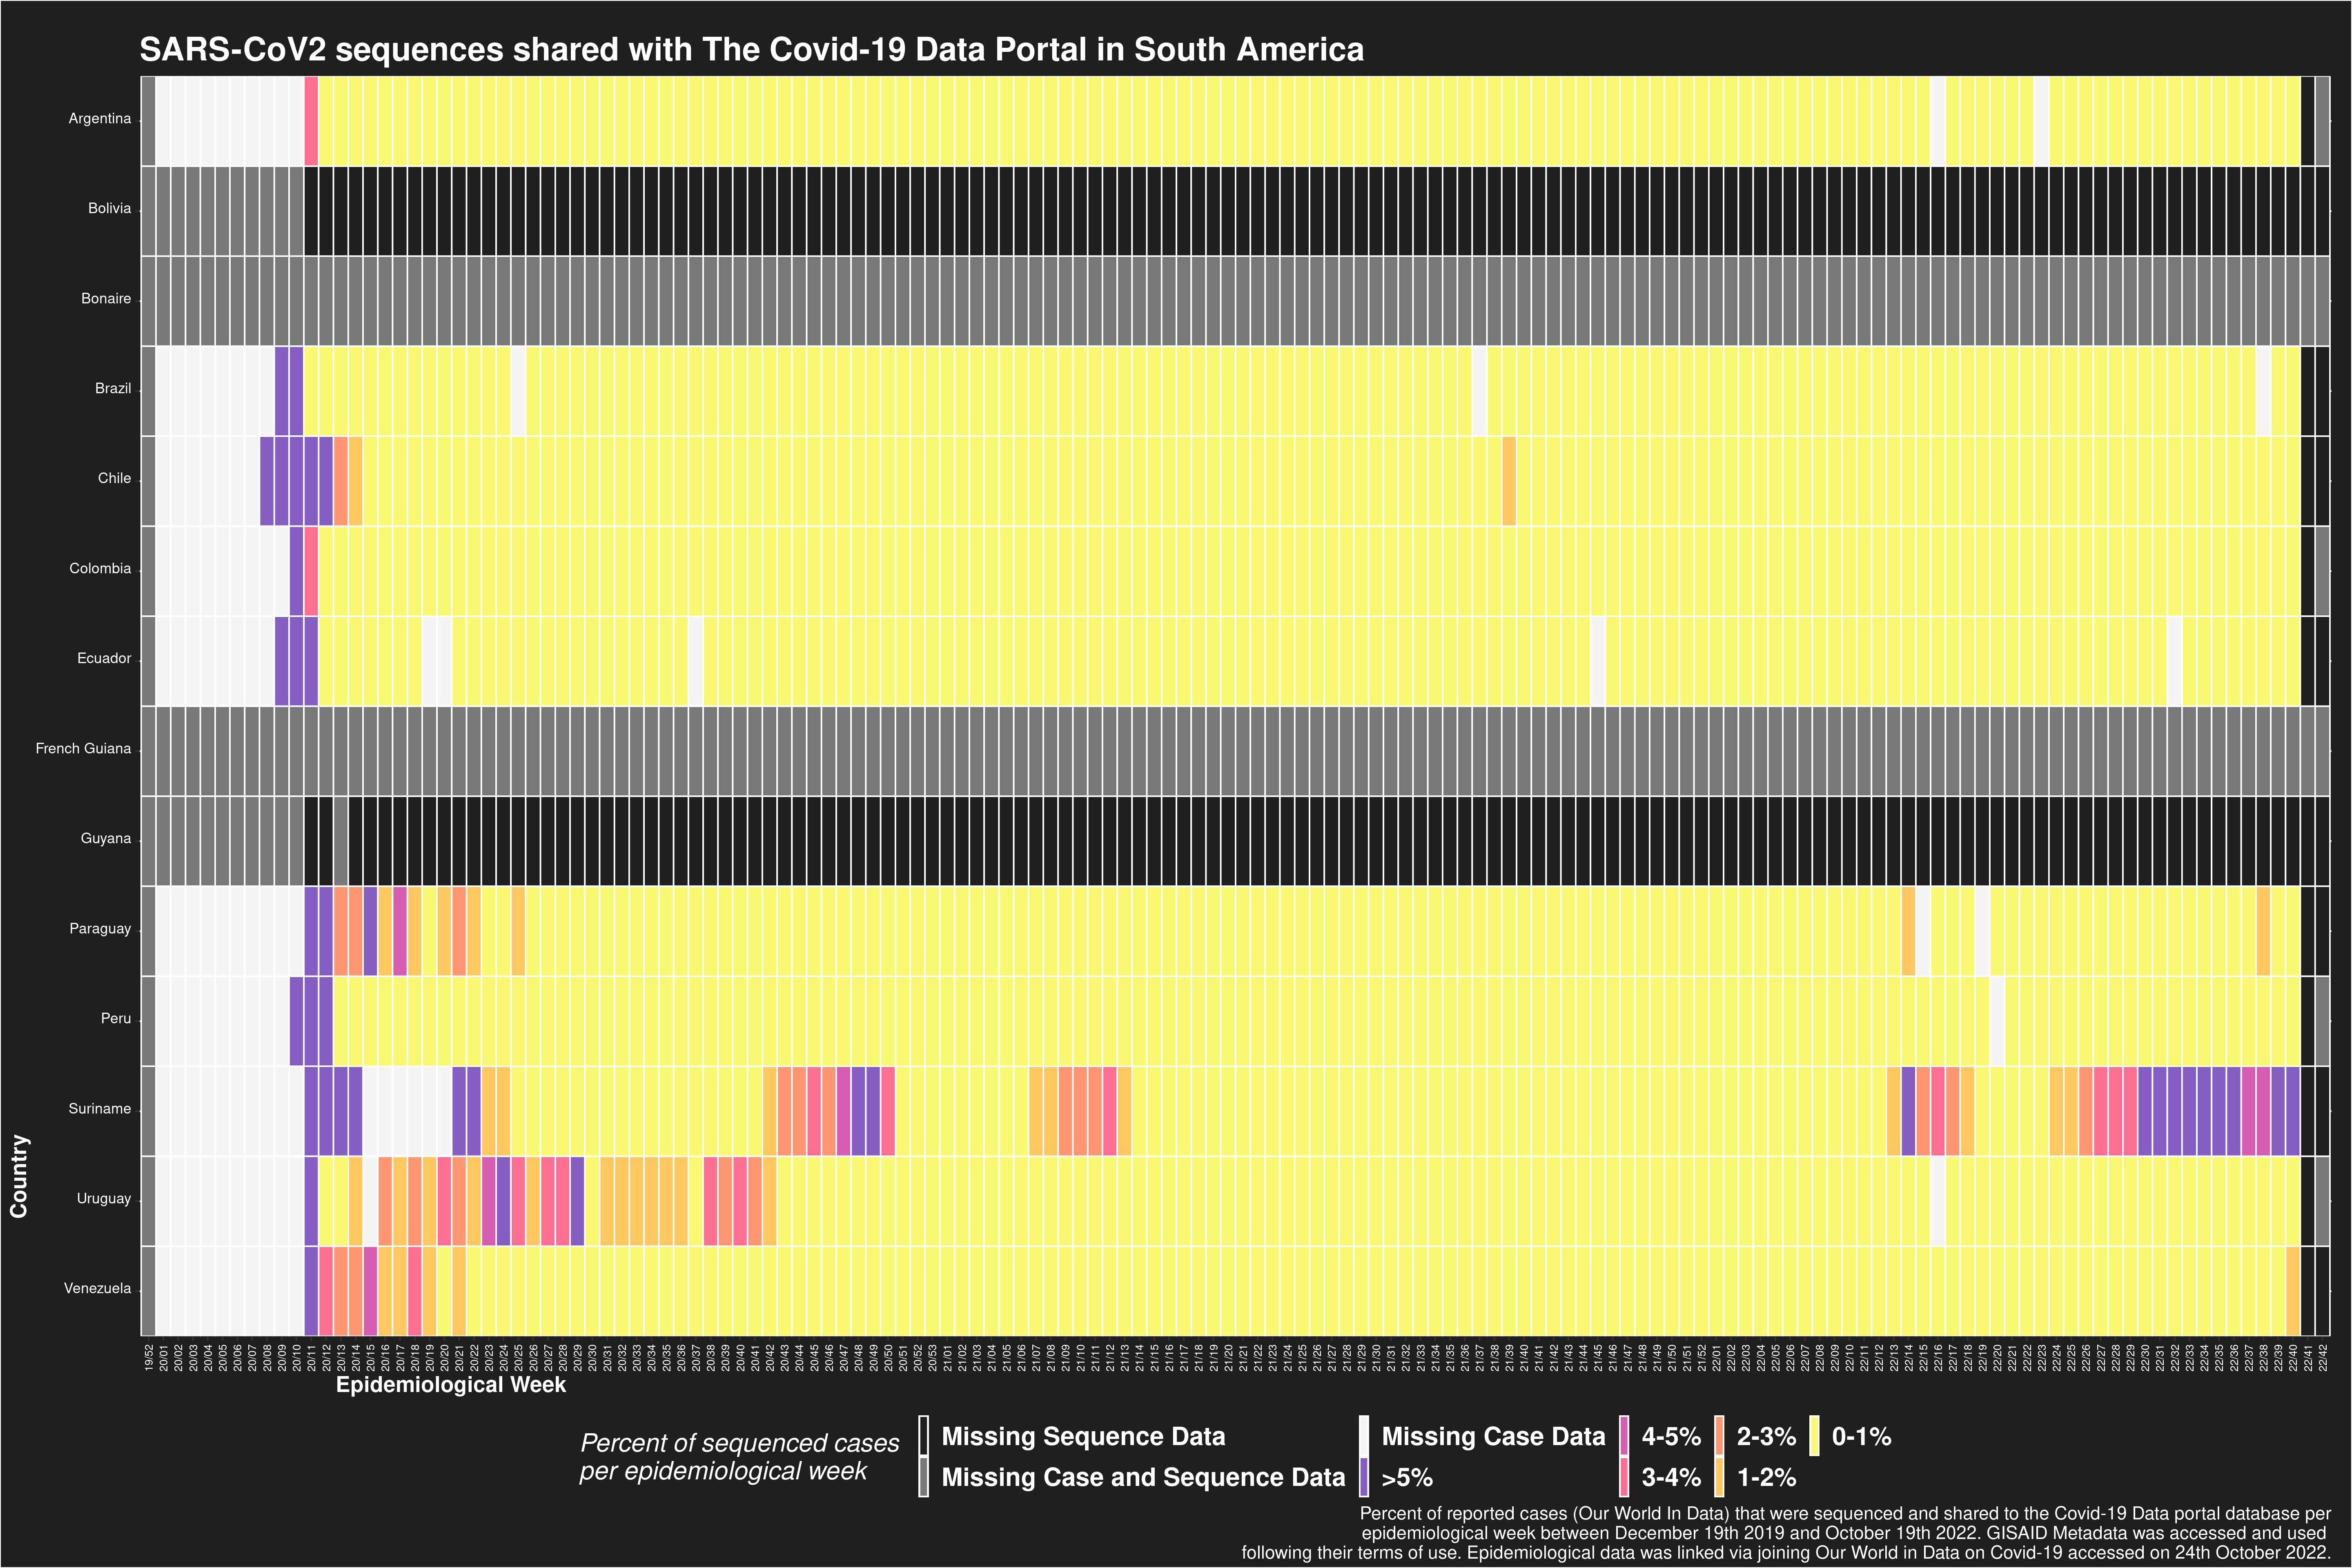 SARS-CoV2 sequences shared with The Covid-19 Data Portal in South America
Argentina
Bolivia
Bonaire
Brazil
Chile
Colombia
Ecuador
French Guiana
Guyana
Paraguay
Peru
Suriname
Uruguay
Venezuela
Country
19/52 20/01 20/02 20/03 20/04 20/05 20/06 20/07 20/08 20/09 20/10 20/11 20/12 20/13 20/14 20/15 20/16 20/17 20/18 20/19 20/20 20/21 20/22 20/23 20/24 20/25 20/26 20/27 20/28 20/29 20/30 20/31 20/32 20/33 20/34 20/35 20/36 20/37 20/38 20/39 20/40 20/41 20/42 20/43 20/44 20/45 20/46 20/47 20/48 20/49 20/50 20/51 20/52 20/53 21/01 21/02 21/03 21/04 21/05 21/06 21/07 21/08 21/09 21/10 21/11 21/12 21/13 21/14 21/15 21/16 21/17 21/18 21/19 21/20 21/21 21/22 21/23 21/24 21/25 21/26 21/27 21/28 21/29 21/30 21/31 21/32 21/33 21/34 21/35 21/36 21/37 21/38 21/39 21/40 21/41 21/42 21/43 21/44 21/45 21/46 21/47 21/48 21/49 21/50 21/51 21/52 22/01 22/02 22/03 22/04 22/05 22/06 22/07 22/08 22/09 22/10 22/11 22/12 22/13 22/14 22/15 22/16 22/17 22/18 22/19 22/20 22/21 22/22 22/23 22/24 22/25 22/26 22/27 22/28 22/29 22/30 22/31 22/32 22/33 22/34 22/35 22/36 22/37 22/38 22/39 22/40 22/41 22/42
Epidemiological Week
Percent of sequenced cases
per epidemiological week
Missing Sequence Data
Missing Case and Sequence Data
Missing Case Data
>5%
4-5%
3-4%
2-3%
1-2%
0-1%
Percent of reported cases (Our World In Data) that were sequenced and shared to the Covid-19 Data portal database per
epidemiological week between December 19th 2019 and October 19th 2022. GISAID Metadata was accessed and used
following their terms of use. Epidemiological data was linked via joining Our World in Data on Covid-19 accessed on 24th October 2022.